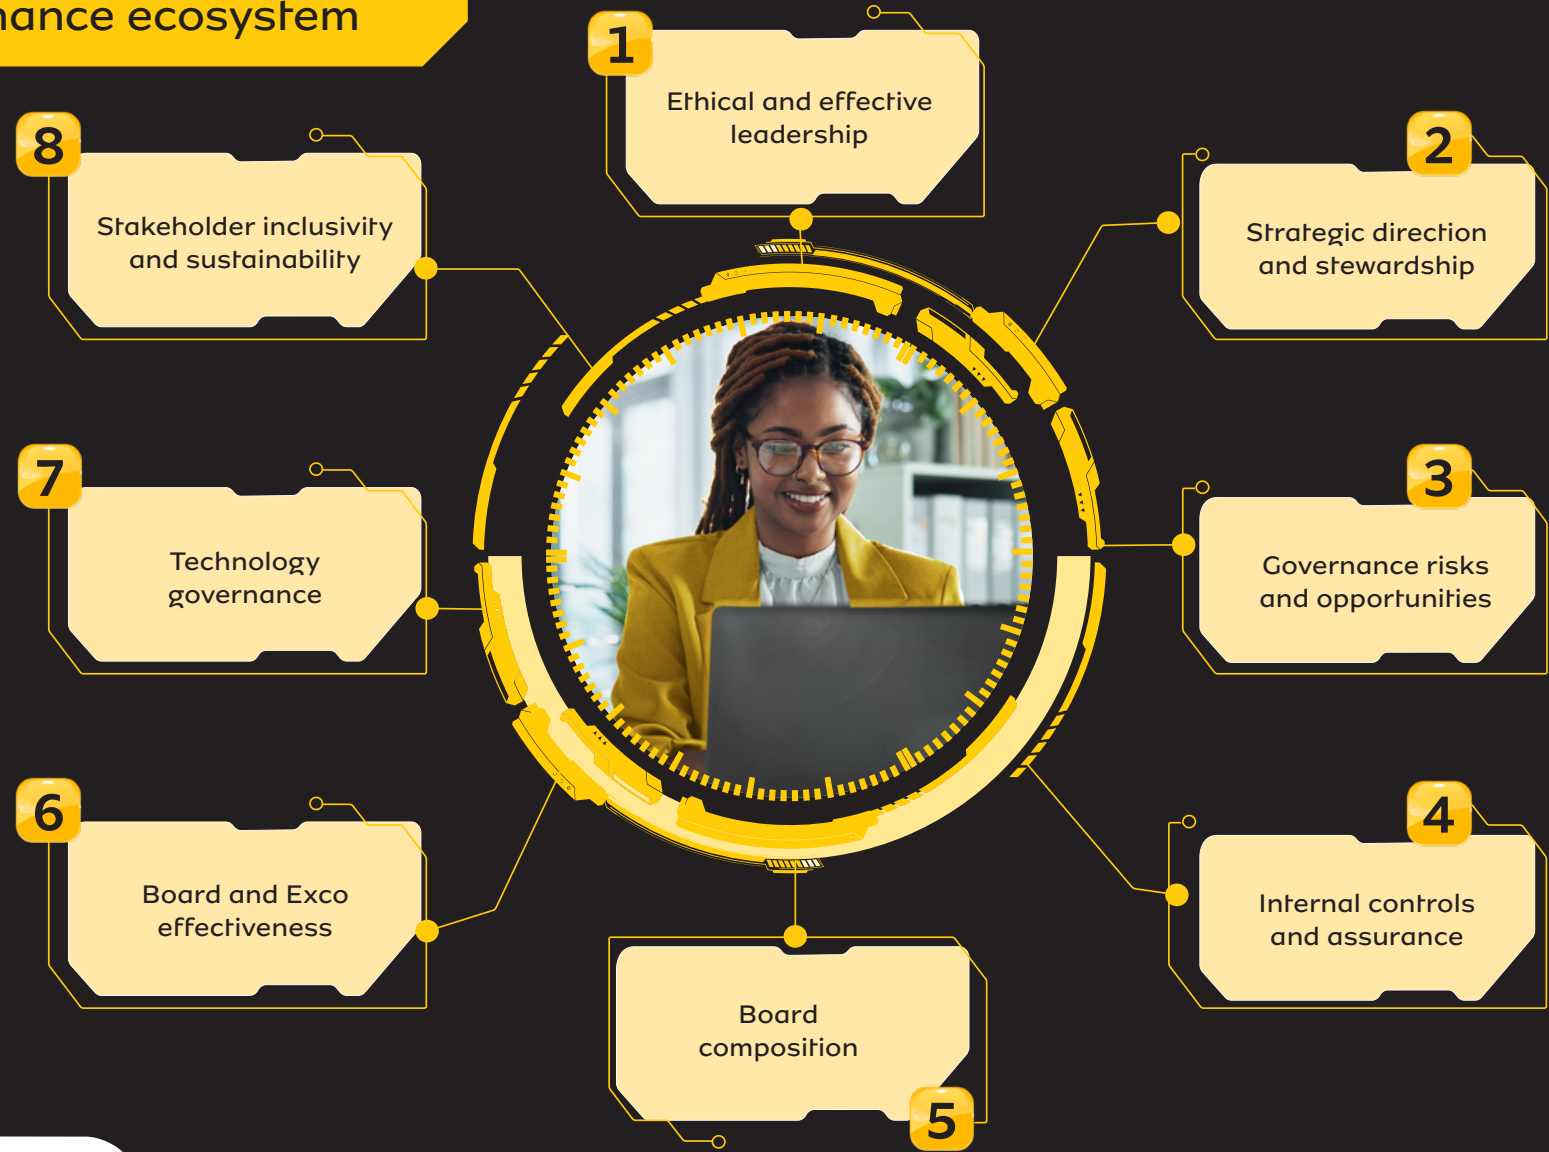 ecosystem
1
Ethical and effective
leadership
2
Strategic direction
and stewardship
3
Governance risks
and opportunities
4
Internal controls
and assurance
5
Board
composition
6
Board and Exco
effectiveness
7
Technology
governance
8
Stakeholder inclusivity
and sustainability